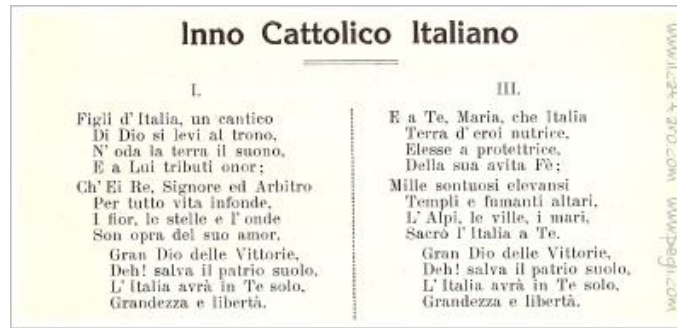 Inno Cattolico Italiano
I.
Figli d' Italia, un cantico
Di Dio si levi al trono,
N' oda la terra il suono,
E a Lui tributi onor;
Ch' Ei Re, Signore ed Arbitro
Per tutto vita infonde,
I fior, le stelle e l' onde
Son opra del suo amor.
Gran Dio delle Vittorie,
Deh! salva il patrio suolo,
L' Italia avrà in Te solo,
Grandezza e libertà.
III.
E a Te, Maria, che Italia
Terra d' eroi nutrice,
Elesse a protettrice,
Della sua avita Fè;
Mille sontuosi elevansi
Templi e fumanti altari,
L' Alpi, le ville, i mari,
Sacrò l' Italia a Te.
Gran Dio delle Vittorie,
Deh! salva il patrio suolo,
L' Italia avrà in Te solo,
Grandezza e libertà.